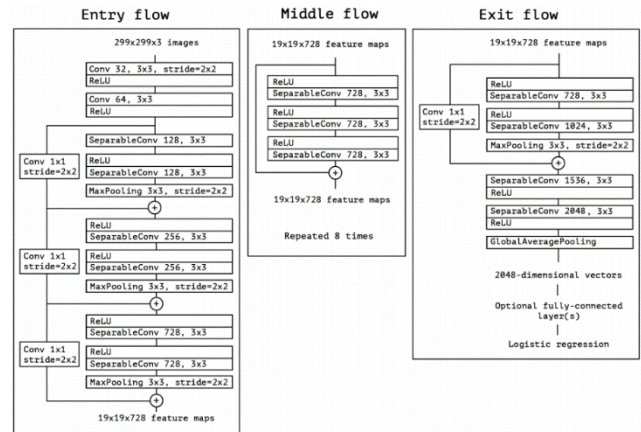 Entry flow
299x299x3 images
Conv 32, 3x3, stride=2x2
ReLU
Conv 64, 3x3
ReLU
SeparableConv 128, 3x3
Conv 1x1
stride=2x2
ReLU
SeparableConv 128, 3x3
MaxPooling 3x3, stride=2x2
+
ReLU
SeparableConv 256, 3x3
Conv 1x1
stride=2x2
ReLU
SeparableConv 256, 3x3
MaxPooling 3x3, stride=2x2
+
ReLU
SeparableConv 728, 3x3
Conv 1x1
stride=2x2
ReLU
SeparableConv 728, 3x3
MaxPooling 3x3, stride=2x2
+
19x19x728 feature maps
Middle flow
19x19x728 feature maps
ReLU
SeparableConv 728, 3x3
ReLU
SeparableConv 728, 3x3
ReLU
SeparableConv 728, 3x3
+
19x19x728 feature maps
Repeated 8 times
Exit flow
19x19x728 feature maps
ReLU
SeparableConv 728, 3x3
Conv 1x1
stride=2x2
ReLU
SeparableConv 1024, 3x3
MaxPooling 3x3, stride=2x2
+
SeparableConv 1536, 3x3
ReLU
SeparableConv 2048, 3x3
ReLU
GlobalAveragePooling
2048-dimensional vectors
Optional fully-connected
layer(s)
Logistic regression